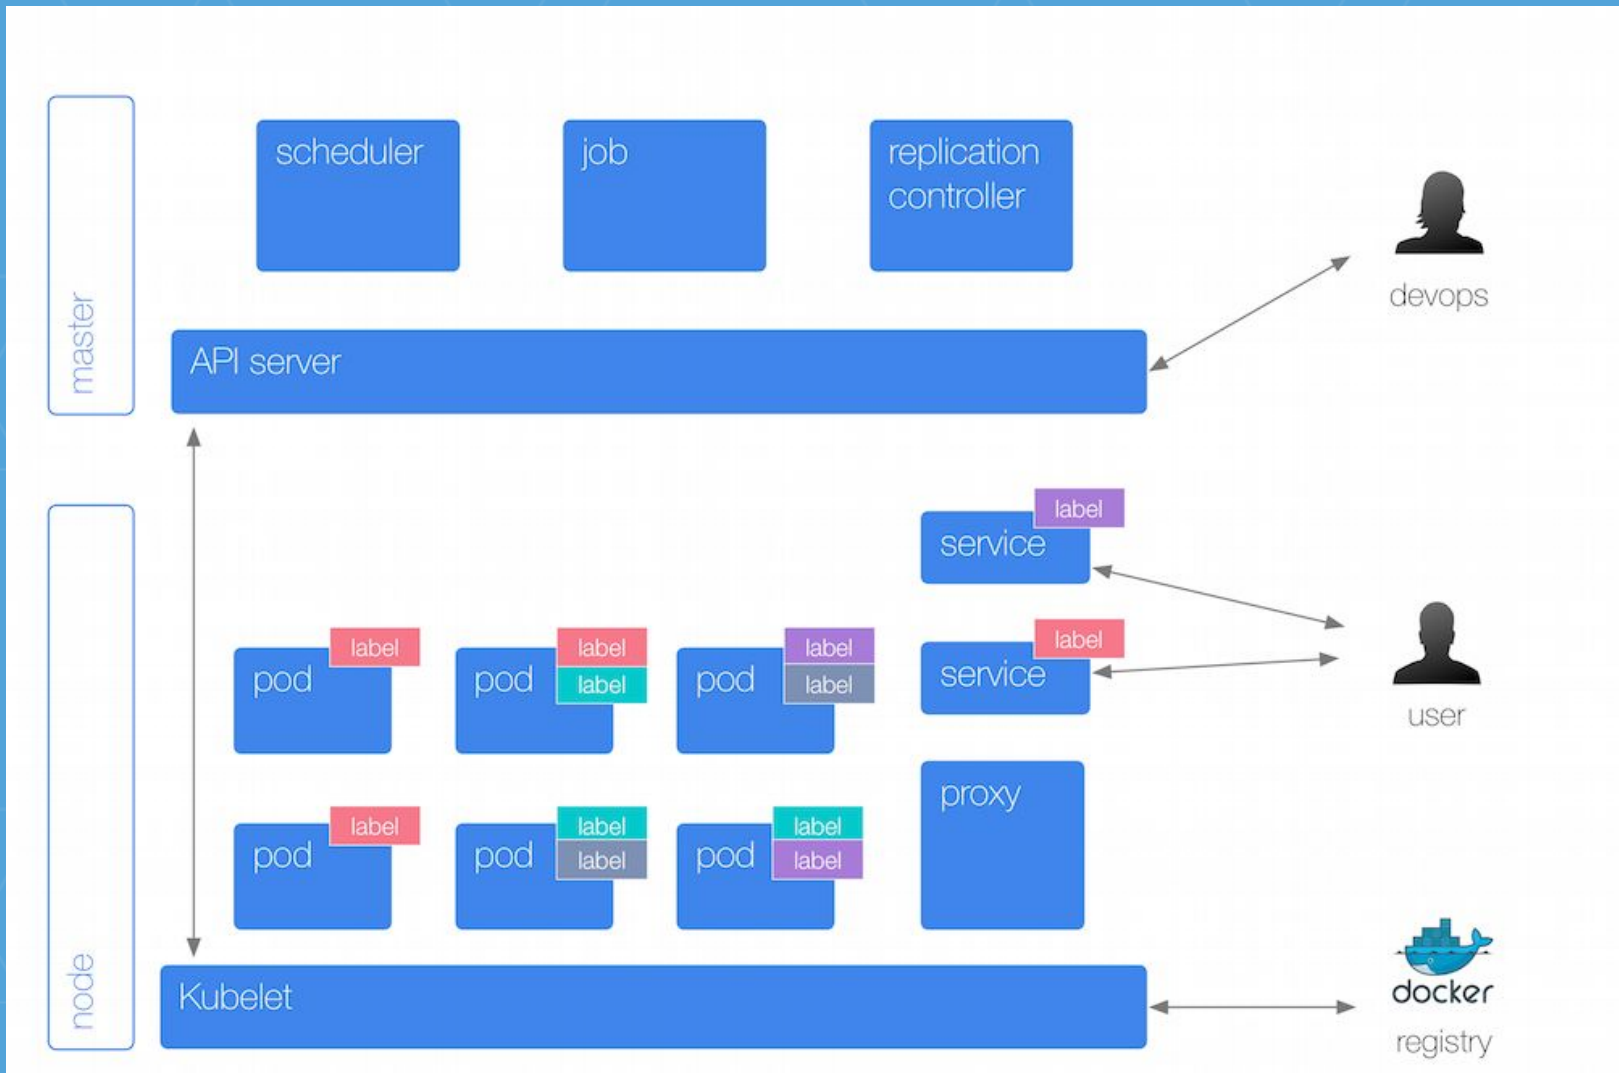 scheduler
job
replication
controller
devops
master
API server
label
service
label
label
label
label
pod
pod
label
pod
label
service
user
proxy
label
label
label
pod
pod
label
pod
label
node
Kubelet
docker
registry